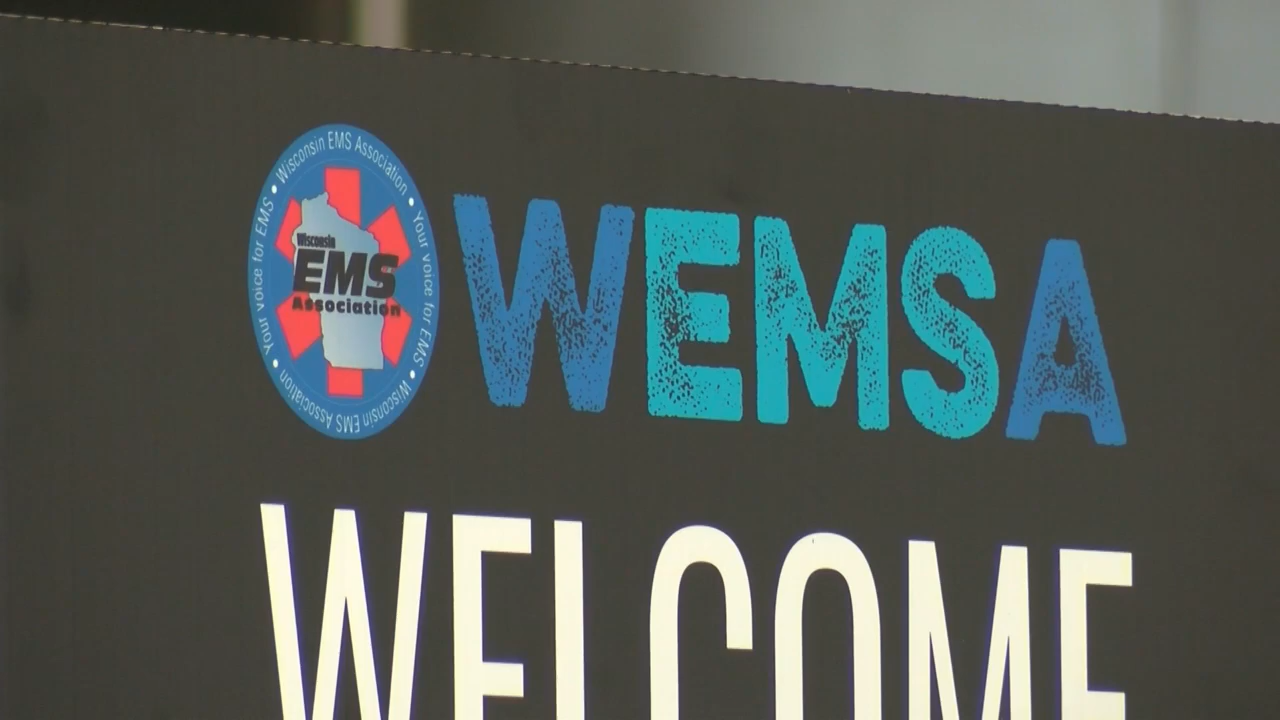 Wisconsin EMS Association • Your voice for EMS • Wisconsin EMS Association • Your voice for EMS •
Wisconsin
EMS
Association
WEMSA
WELCOME